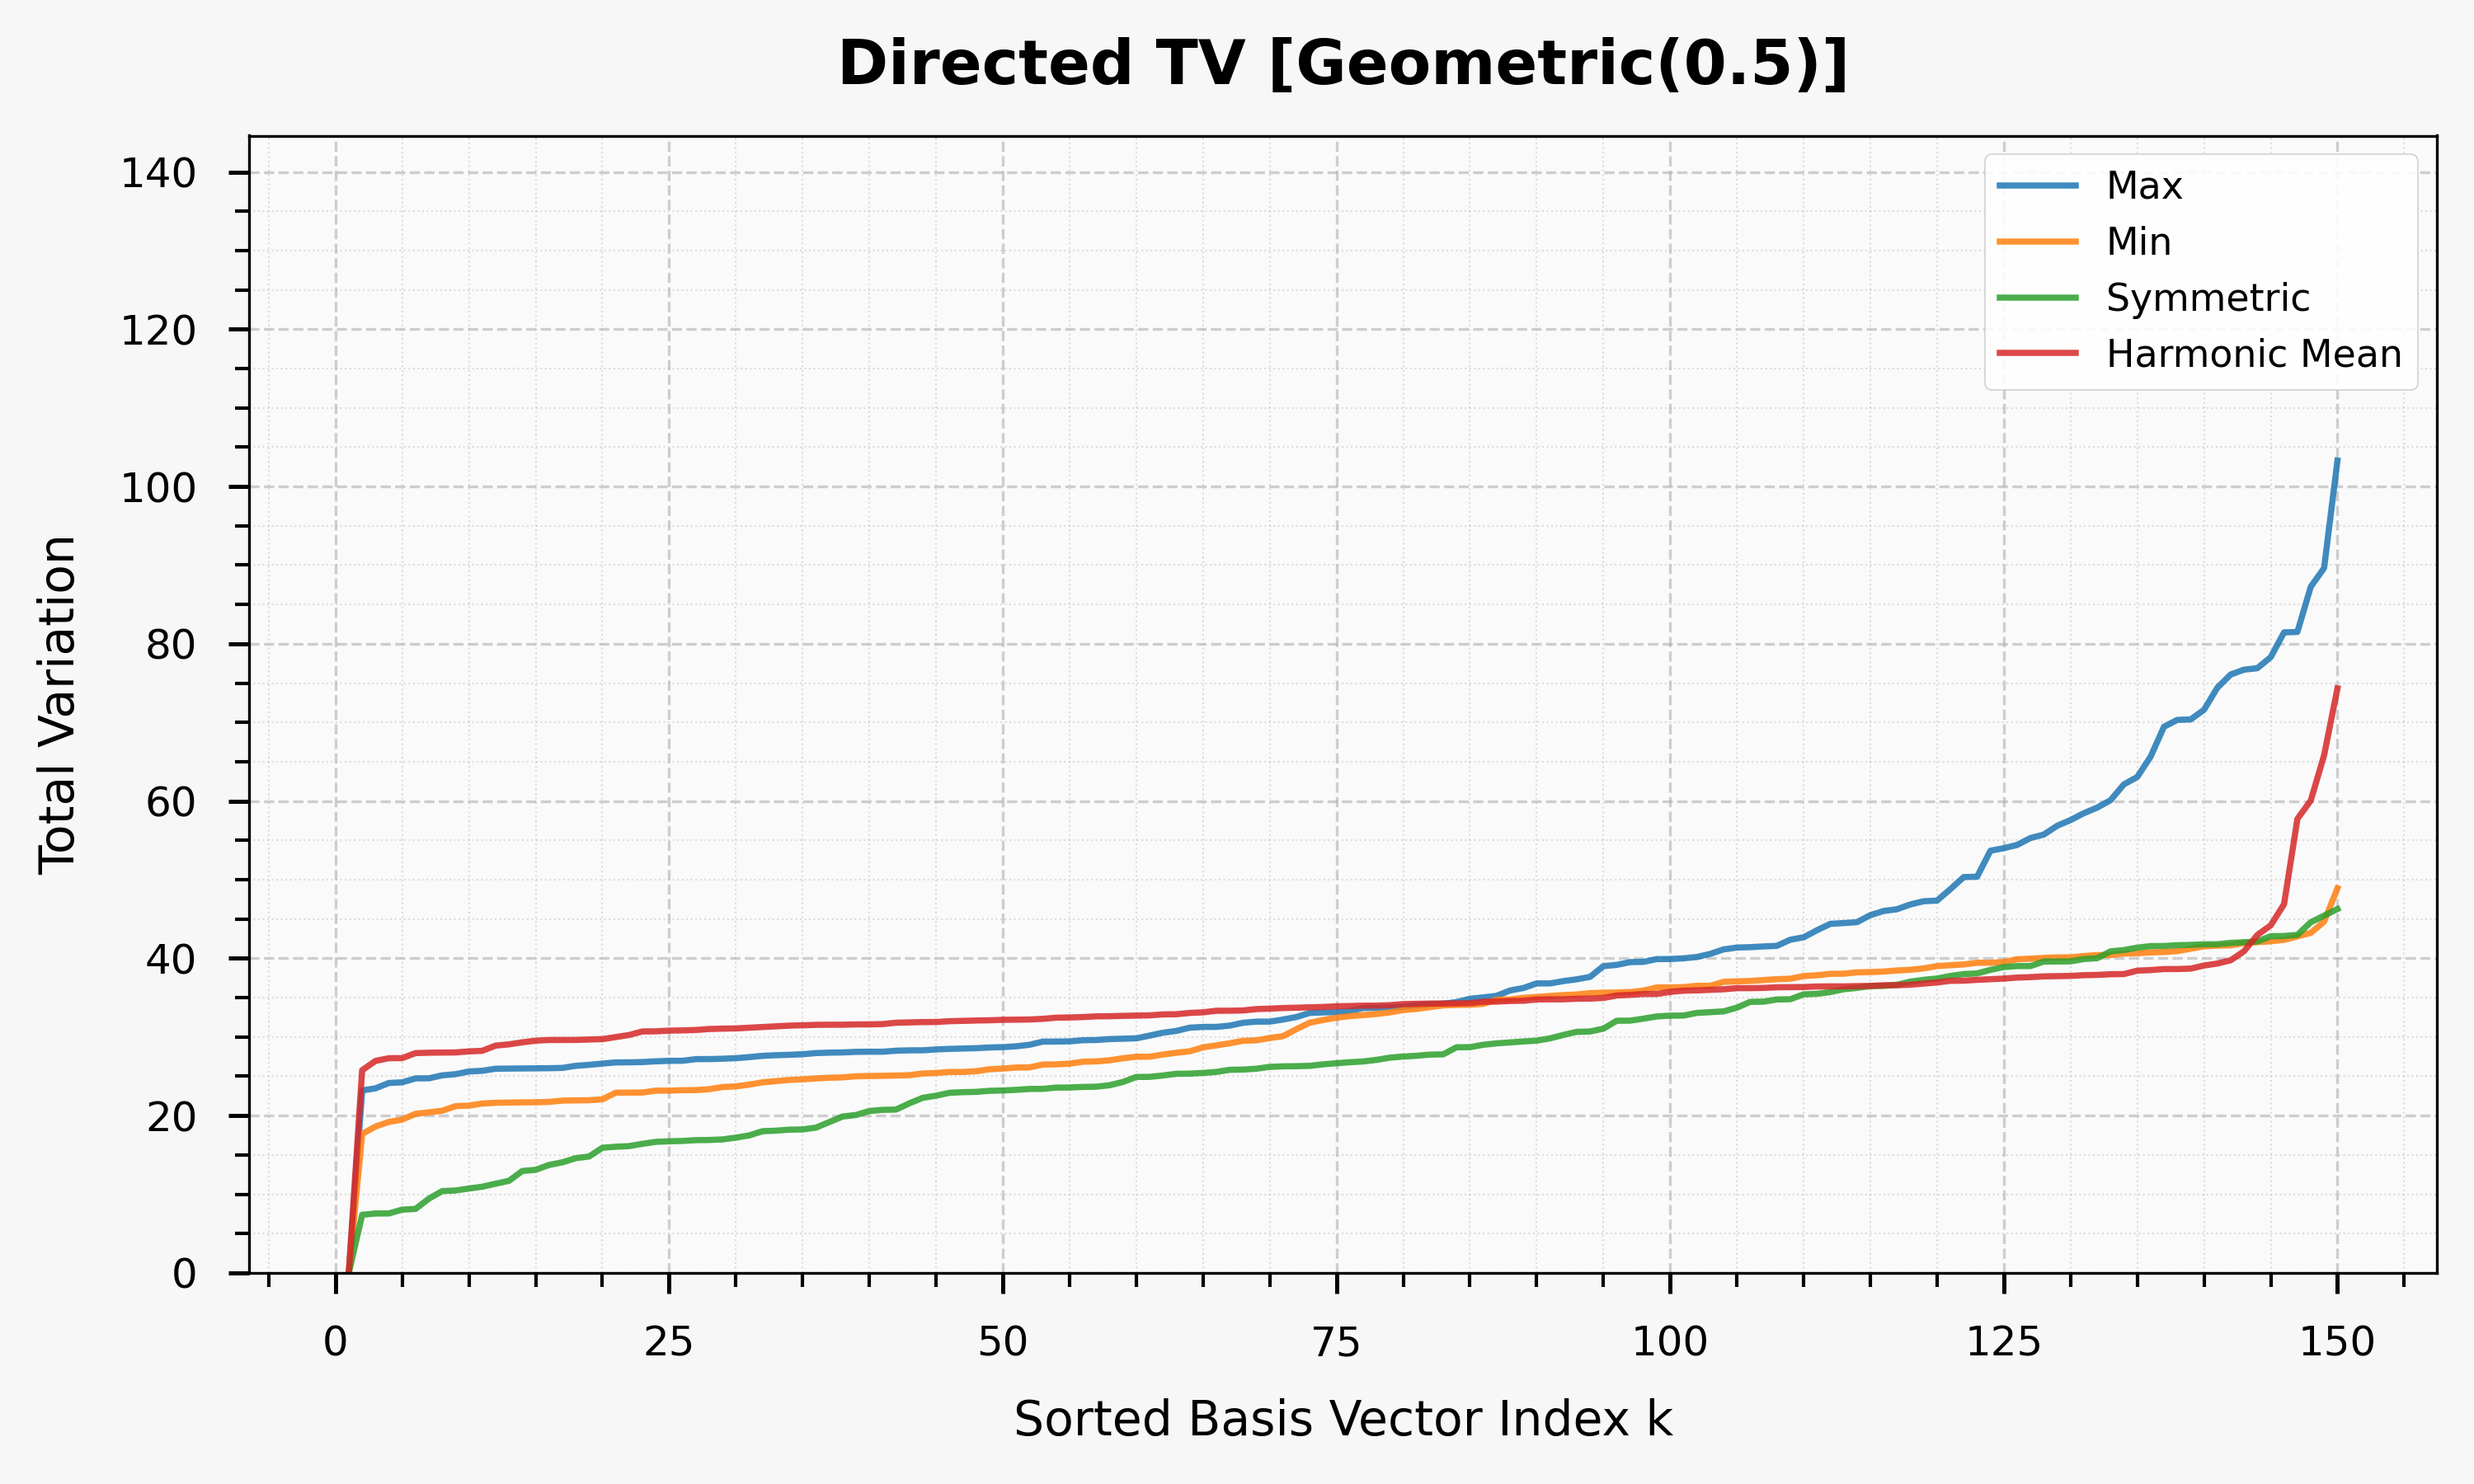 Directed TV [Geometric(0.5)]
140
120
100
80
60
40
20
0
Total Variation
Max
Min
Symmetric
Harmonic Mean
0 25 50 75 100 125 150
Sorted Basis Vector Index k